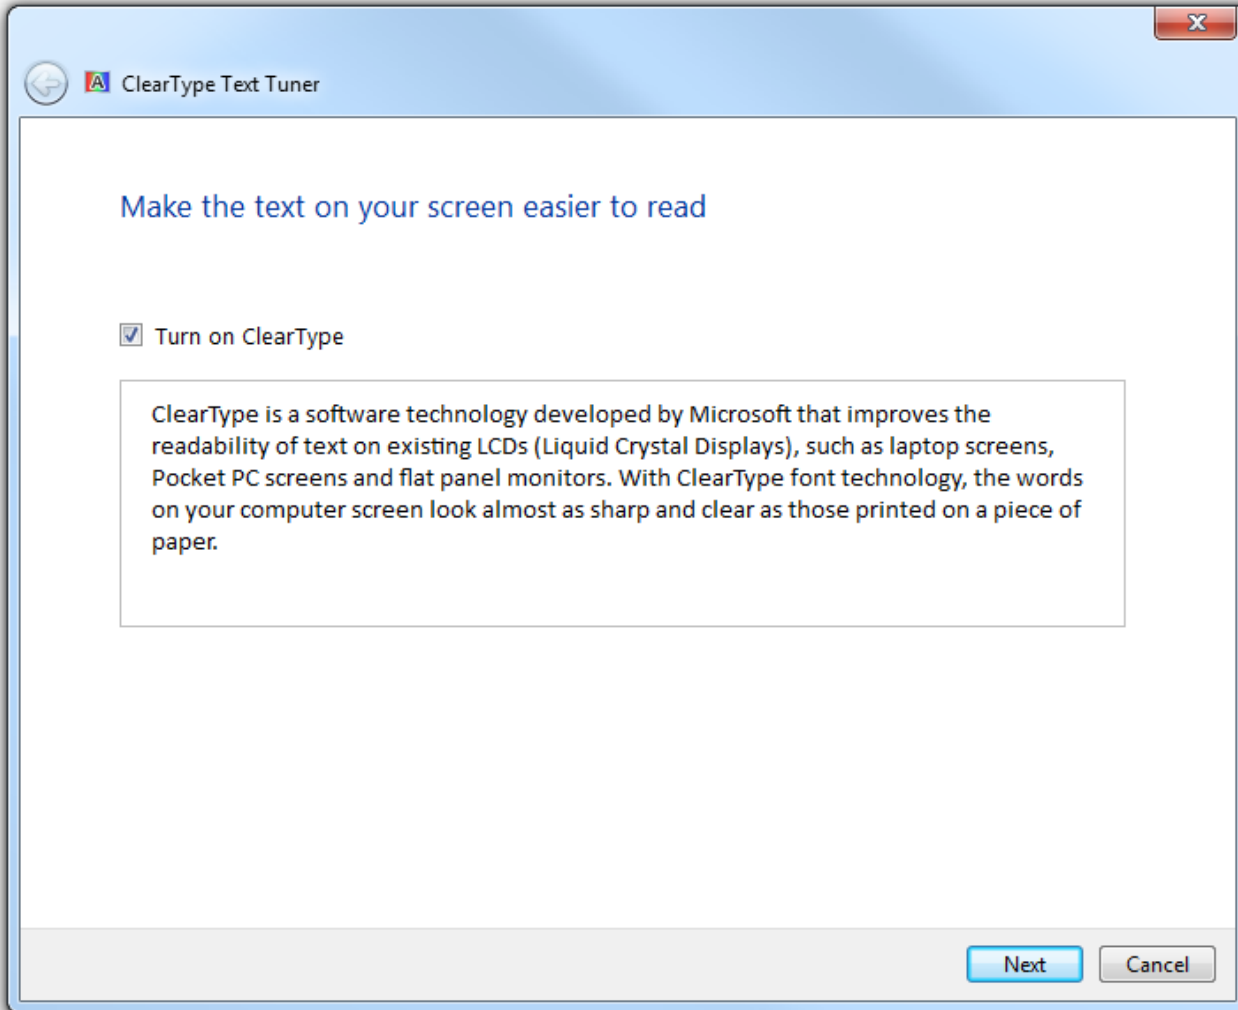 ClearType Text Tuner
Make the text on your screen easier to read
Turn on ClearType
ClearType is a software technology developed by Microsoft that improves the
readability of text on existing LCDs (Liquid Crystal Displays), such as laptop screens,
Pocket PC screens and flat panel monitors. With ClearType font technology, the words
on your computer screen look almost as sharp and clear as those printed on a piece of
paper.
Next
Cancel